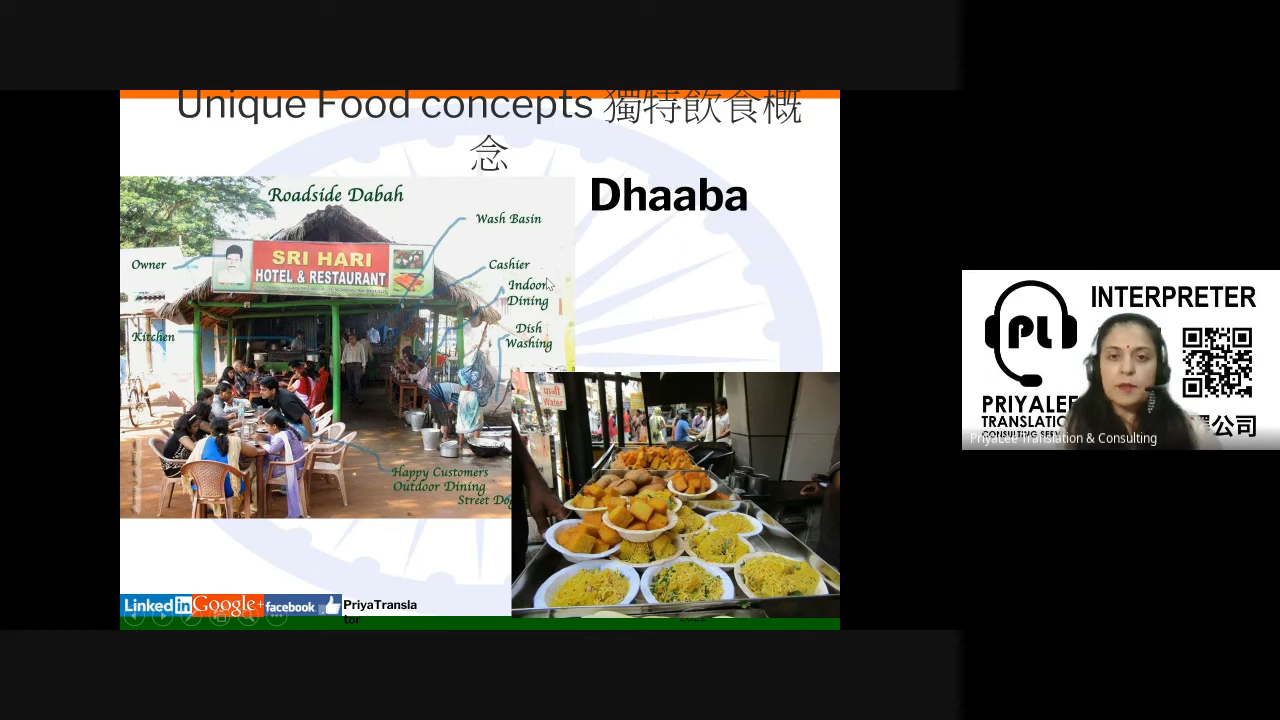 Unique Food concepts 獨特飲食概
念
Dhaaba
Roadside Dabah
Wash Basin
Owner
SRI HARI
HOTEL & RESTAURANT
Cashier
Indoor
Dining
Kitchen
Dish
Washing
Happy Customers
Outdoor Dining
Street Dog
पानी
Water
LinkedIn
Google+
facebook
PriyaTransla
tor
INTERPRETER
PL
PRIYALEE
公司
PriyaLee Translation & Consulting